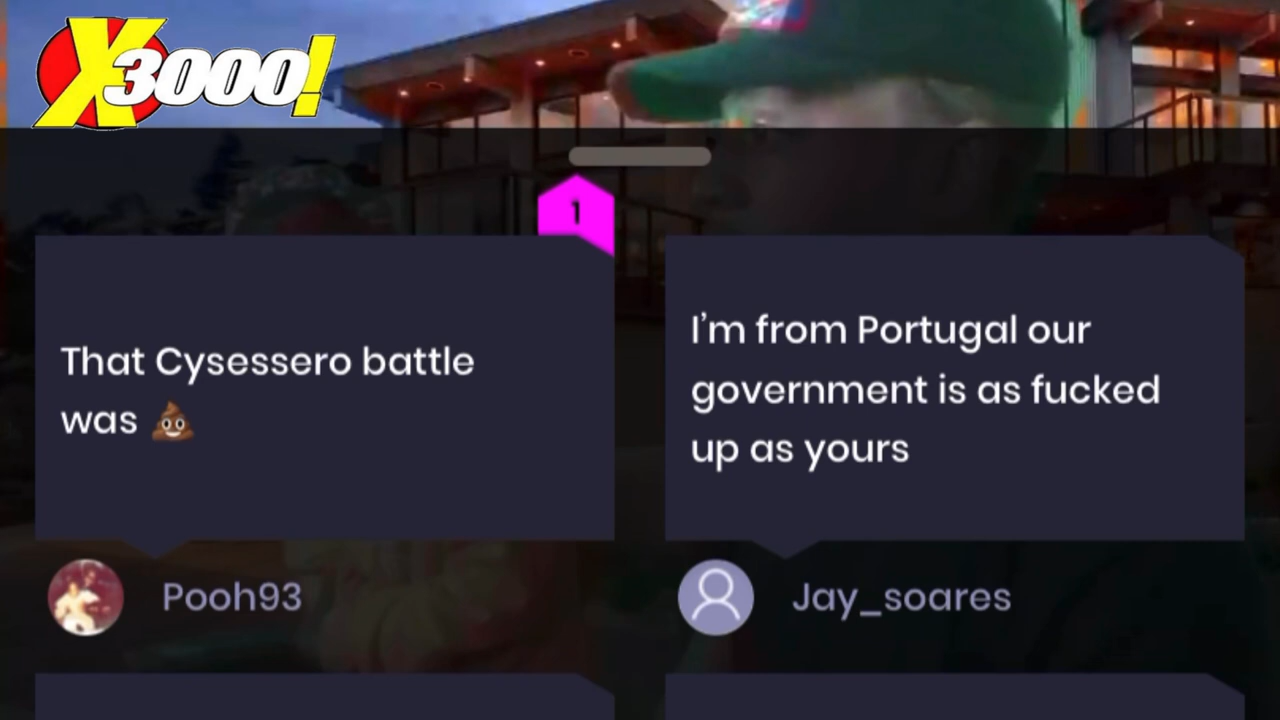 X3000!
1
That Cysessero battle
was 💩
I'm from Portugal our
government is as fucked
up as yours
Pooh93
Jay_soares